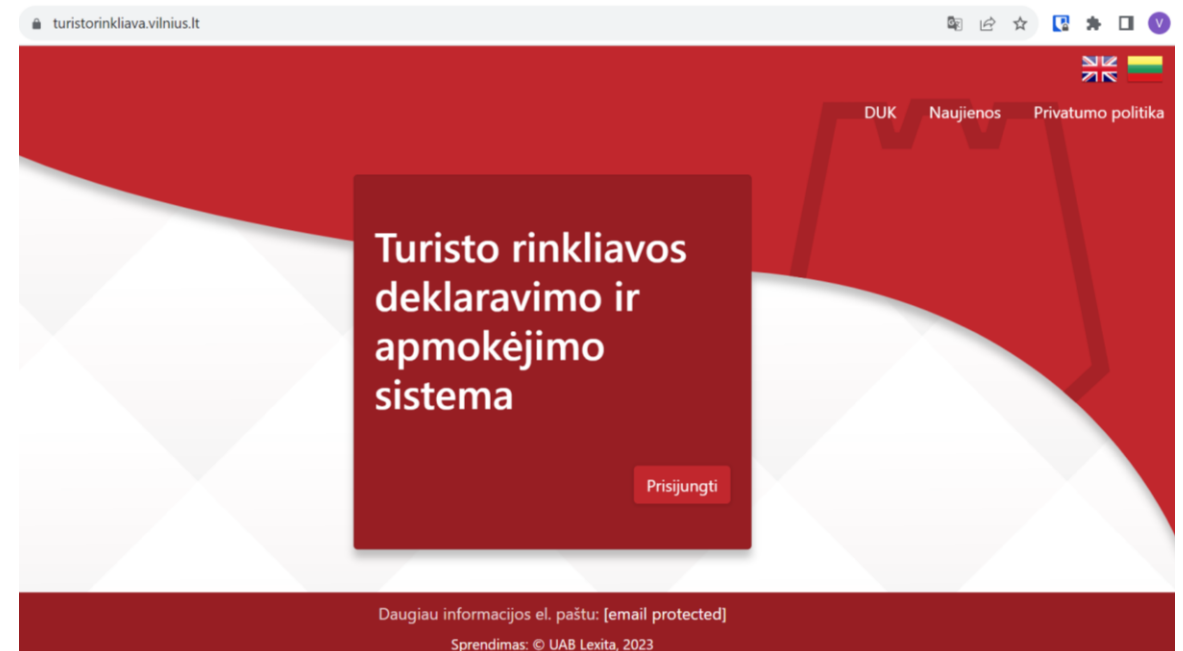 turistorinkliava.vilnius.lt
V
DUK Naujienos Privatumo politika
Turisto rinkliavos
deklaravimo ir
apmokėjimo
sistema
Prisijungti
Daugiau informacijos el. paštu: [email protected]
Sprendimas: © UAB Lexita, 2023